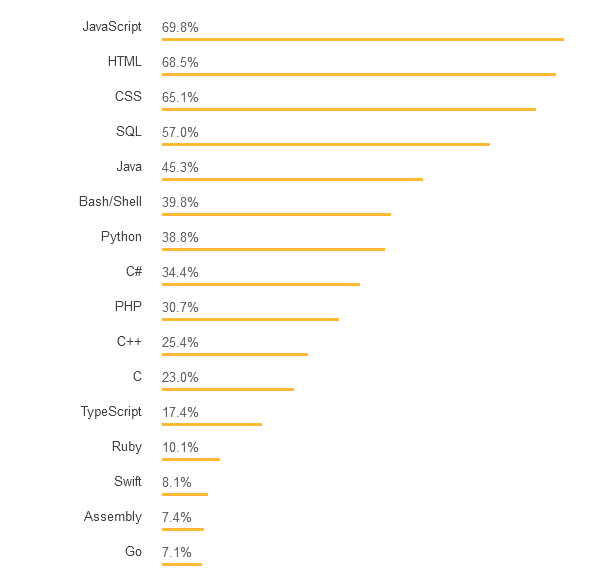 JavaScript 69.8%
HTML 68.5%
CSS 65.1%
SQL 57.0%
Java 45.3%
Bash/Shell 39.8%
Python 38.8%
C# 34.4%
PHP 30.7%
C++ 25.4%
C 23.0%
TypeScript 17.4%
Ruby 10.1%
Swift 8.1%
Assembly 7.4%
Go 7.1%